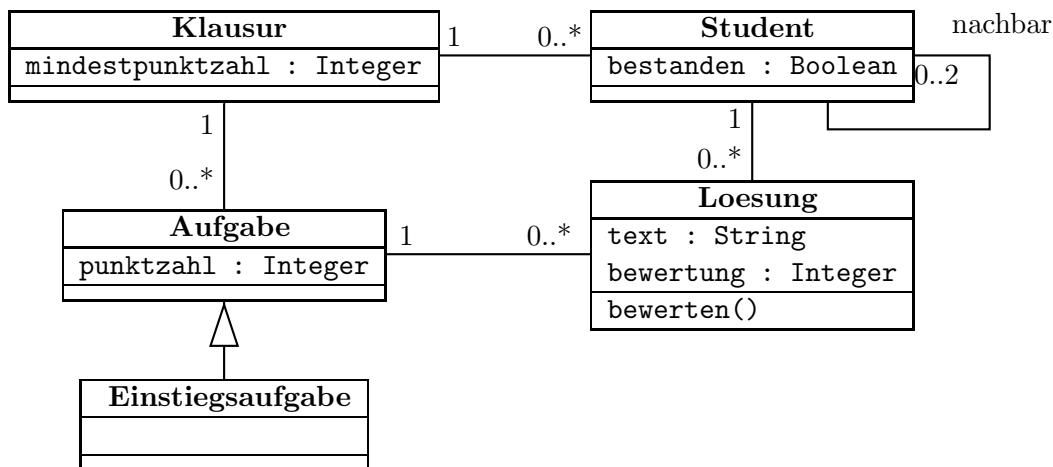 Klausur
mindestpunktzahl : Integer
1
0..*
Student
bestanden : Boolean
nachbar
0..2
1
0..*
1
0..*
Aufgabe
punktzahl : Integer
1
0..*
Loesung
text : String
bewertung : Integer
bewerten()
Einstiegsaufgabe